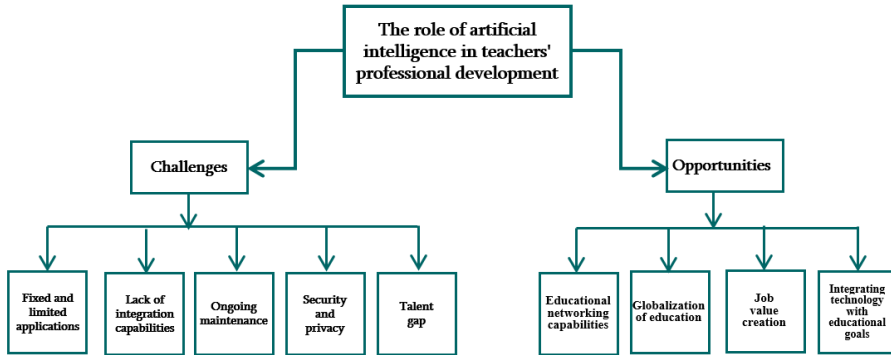 The role of artificial
intelligence in teachers'
professional development
Challenges
Opportunities
Fixed and
limited
applications
Lack of
integration
capabilities
Ongoing
maintenance
Security
and
privacy
Talent
gap
Educational
networking
capabilities
Globalization
of education
Job
value
creation
Integrating
technology
with
educational
goals